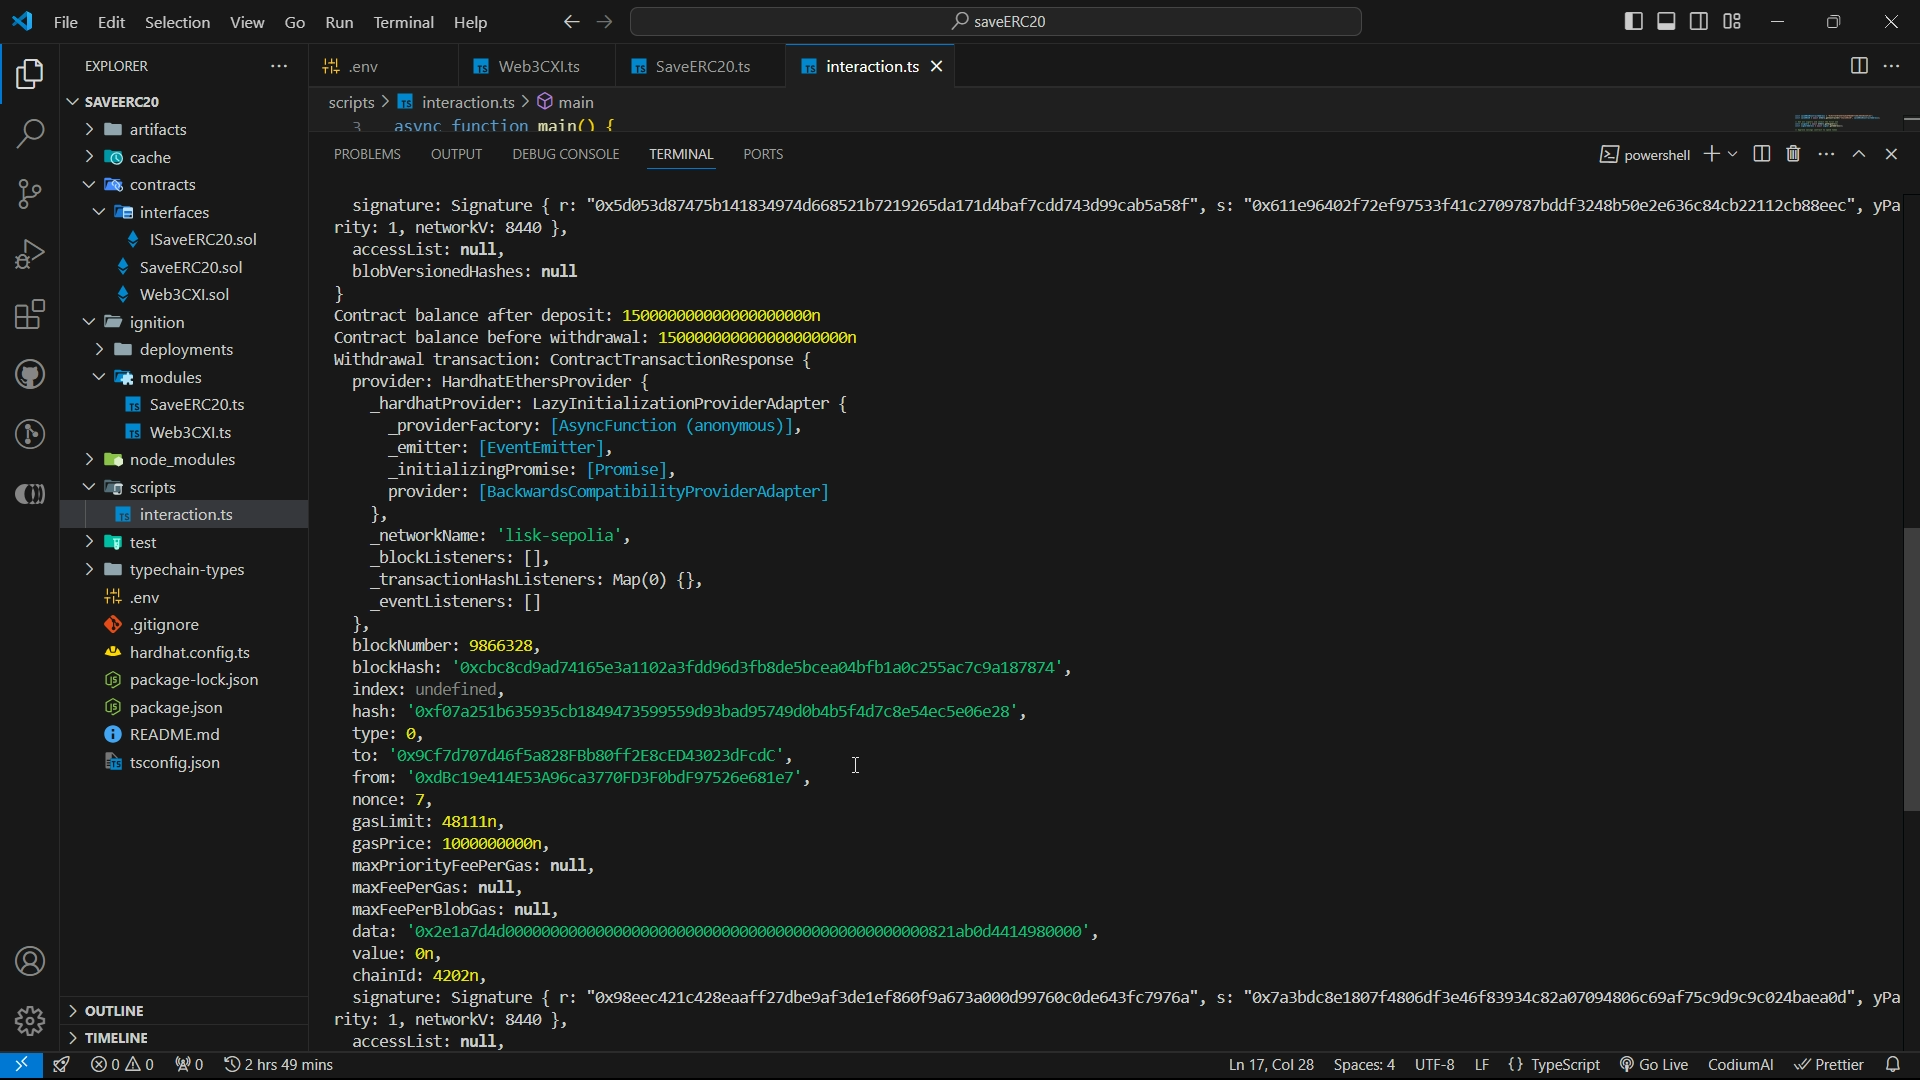 File Edit Selection View Go Run Terminal Help
saveERC20
EXPLORER
SAVEERC20
artifacts
cache
contracts
interfaces
ISaveERC20.sol
SaveERC20.sol
Web3CXI.sol
ignition
deployments
modules
SaveERC20.ts
Web3CXI.ts
node_modules
scripts
interaction.ts
test
typechain-types
.env
.gitignore
hardhat.config.ts
package-lock.json
package.json
README.md
tsconfig.json
OUTLINE
TIMELINE
.env Web3CXI.ts SaveERC20.ts interaction.ts
scripts > interaction.ts > main
3 async function main() {
PROBLEMS OUTPUT DEBUG CONSOLE TERMINAL PORTS powershell
signature: Signature { r: "0x5d053d87475b141834974d668521b7219265da171d4baf7cdd743d99cab5a58f", s: "0x611e96402f72ef97533f41c2709787bddf3248b50e2e636c84cb22112cb88eec", yPa
rity: 1, networkV: 8440 },
accessList: null,
blobVersionedHashes: null
}
Contract balance after deposit: 150000000000000000000n
Contract balance before withdrawal: 150000000000000000000n
Withdrawal transaction: ContractTransactionResponse {
provider: HardhatEthersProvider {
_hardhatProvider: LazyInitializationProviderAdapter {
_providerFactory: [AsyncFunction (anonymous)],
_emitter: [EventEmitter],
_initializingPromise: [Promise],
provider: [BackwardsCompatibilityProviderAdapter]
},
_networkName: 'lisk-sepolia',
_blockListeners: [],
_transactionHashListeners: Map(0) {},
_eventListeners: []
},
blockNumber: 9866328,
blockHash: '0xcbc8cd9ad74165e3a1102a3fdd96d3fb8de5bcea04bfb1a0c255ac7c9a187874',
index: undefined,
hash: '0xf07a251b635935cb1849473599559d93bad95749d0b4b5f4d7c8e54ec5e06e28',
type: 0,
to: '0x9Cf7d707d46f5a828FBb80ff2E8cED43023dFcdC',
from: '0xdBc19e414E53A96ca3770FD3F0bdF97526e681e7',
nonce: 7,
gasLimit: 48111n,
gasPrice: 1000000000n,
maxPriorityFeePerGas: null,
maxFeePerGas: null,
maxFeePerBlobGas: null,
data: '0x2e1a7d4d000000000000000000000000000000000000000000000000821ab0d4414980000',
value: 0n,
chainId: 4202n,
signature: Signature { r: "0x98eec421c428eaaff27dbe9af3de1ef860f9a673a000d99760c0de643fc7976a", s: "0x7a3bdc8e1807f4806df3e46f83934c82a07094806c69af75c9d9c9c024baea0d", yPa
rity: 1, networkV: 8440 },
accessList: null,
0 0 0 2 hrs 49 mins Ln 17, Col 28 Spaces: 4 UTF-8 LF {} TypeScript Go Live CodiumAI Prettier